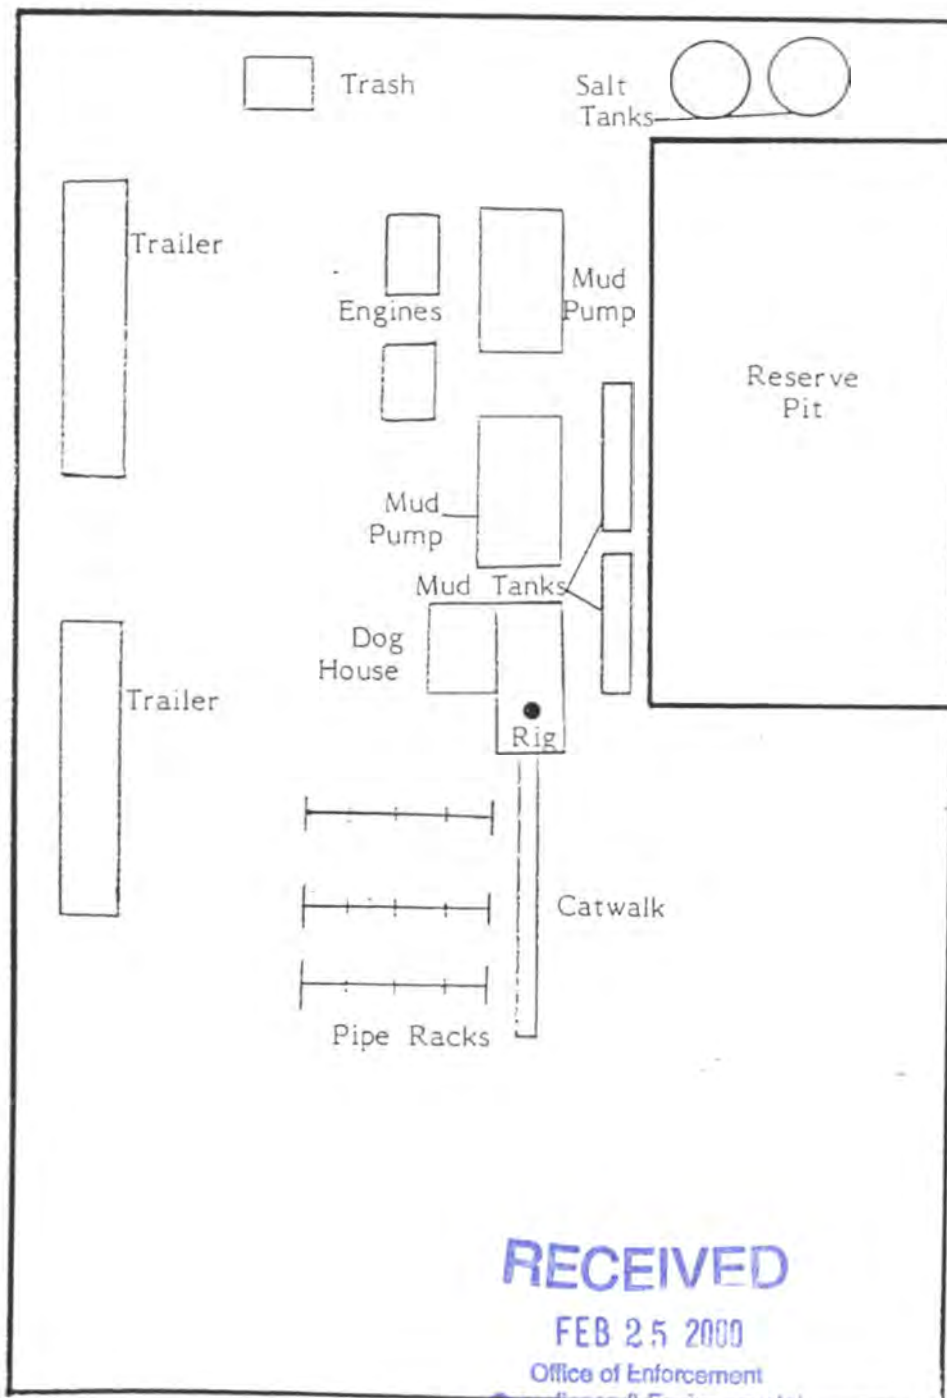 Trash
Salt
Tanks
Trailer
Engines
Mud
Pump
Reserve
Pit
Mud
Pump
Mud Tanks
Dog
House
Trailer
Rig
Catwalk
Pipe Racks
RECEIVED
FEB 25 2000
Office of Enforcement